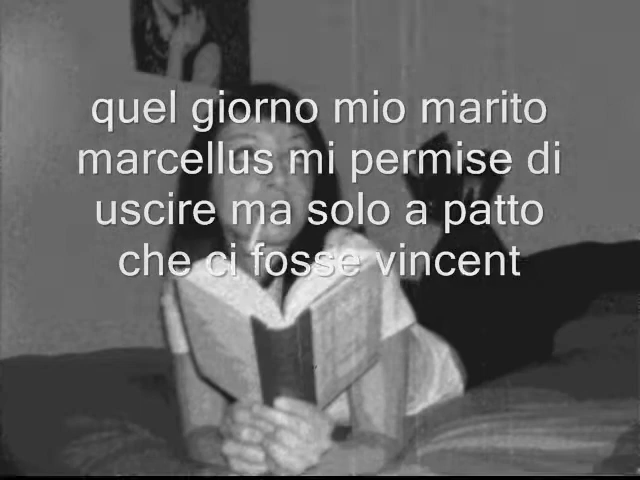 quel giorno mio marito
marcellus mi permise di
uscire ma solo a patto
che ci fosse vincent